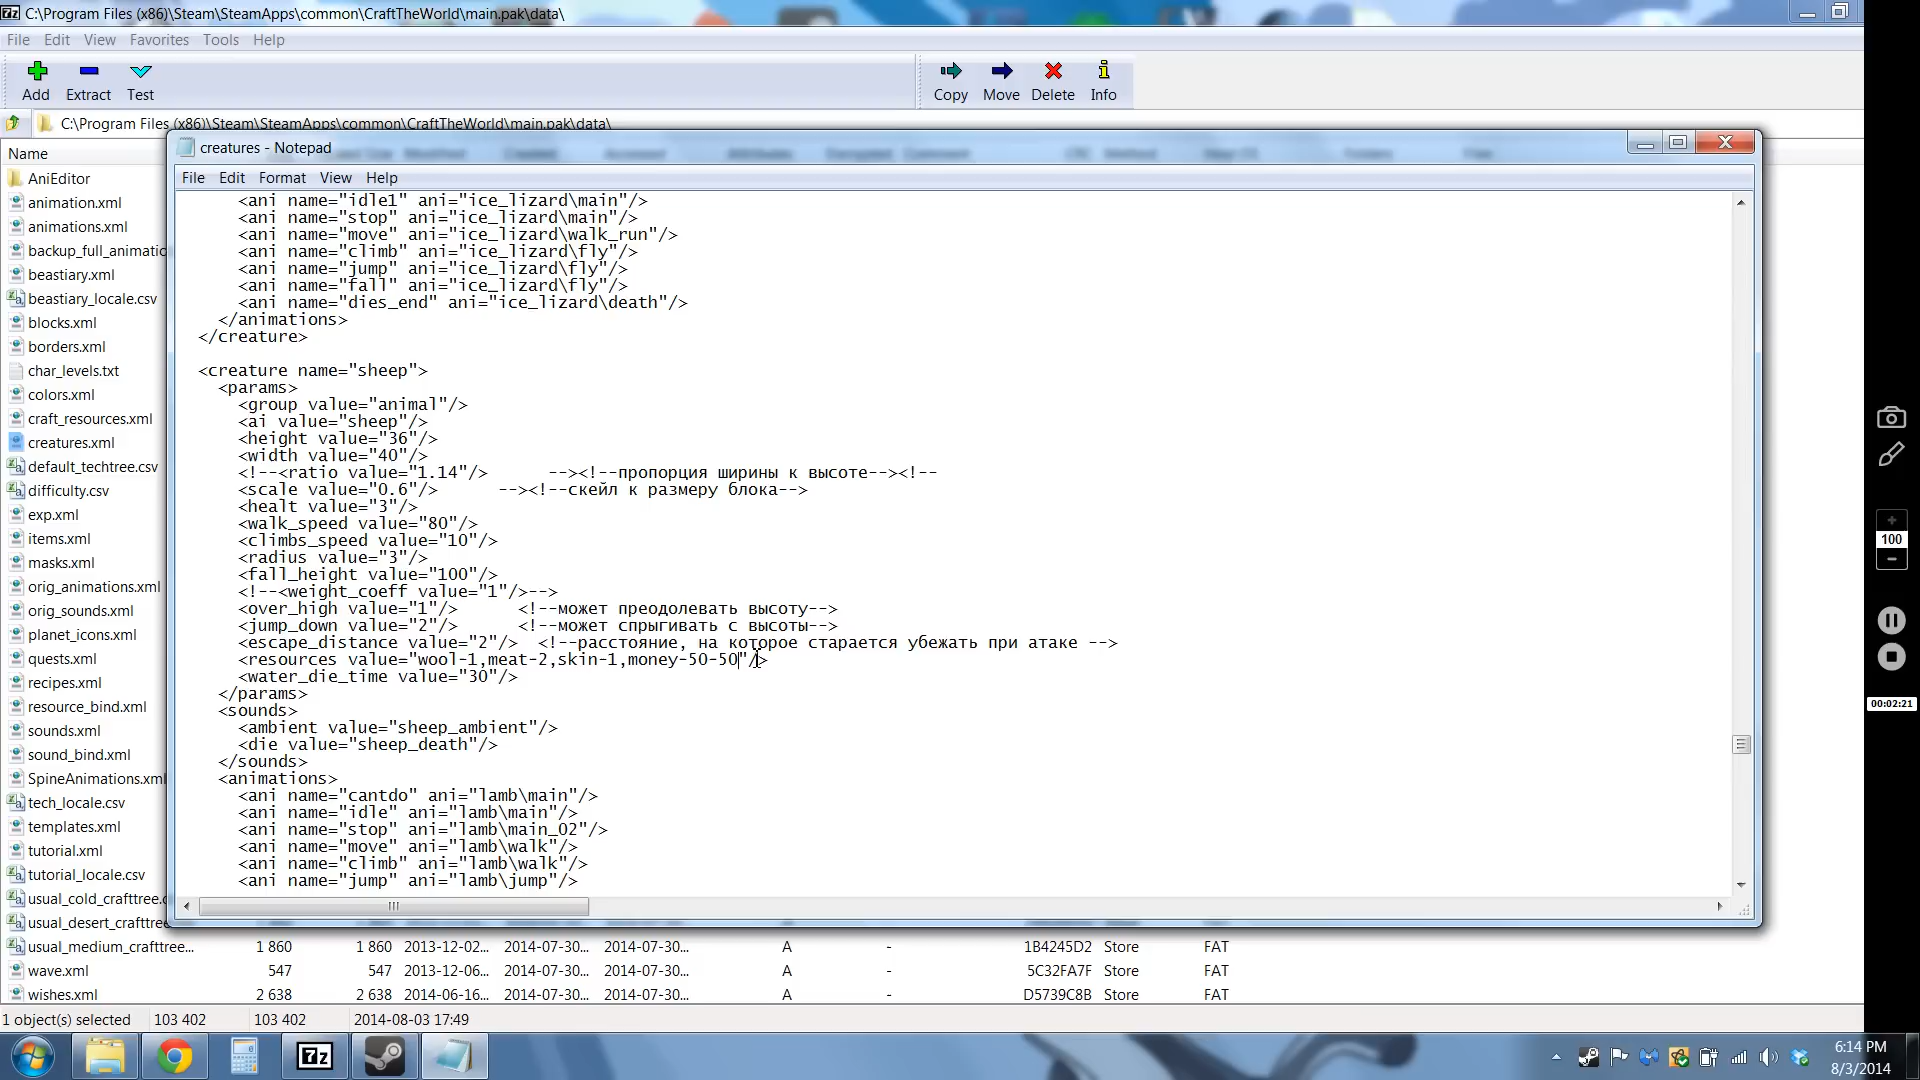 C:\Program Files (x86)\Steam\SteamApps\common\CraftTheWorld\main.pak\data\
File Edit View Favorites Tools Help
Add Extract Test Copy Move Delete Info
C:\Program Files (x86)\Steam\SteamApps\common\CraftTheWorld\main.pak\data\
Name
AniEditor
animation.xml
animations.xml
backup_full_animatic
beastiary.xml
beastiary_locale.csv
blocks.xml
borders.xml
char_levels.txt
colors.xml
craft_resources.xml
creatures.xml
default_techtree.csv
difficulty.csv
exp.xml
items.xml
masks.xml
orig_animations.xml
orig_sounds.xml
planet_icons.xml
quests.xml
recipes.xml
resource_bind.xml
sounds.xml
sound_bind.xml
SpineAnimations.xml
tech_locale.csv
templates.xml
tutorial.xml
tutorial_locale.csv
usual_cold_crafttree.c
usual_desert_crafttree
usual_medium_crafttree... 1 860 1 860 2013-12-02... 2014-07-30... 2014-07-30... A - 1B4245D2 Store FAT
wave.xml 547 547 2013-12-06... 2014-07-30... 2014-07-30... A - 5C32FA7F Store FAT
wishes.xml 2 638 2 638 2014-06-16... 2014-07-30... 2014-07-30... A - D5739C8B Store FAT
1 object(s) selected 103 402 103 402 2014-08-03 17:49
creatures - Notepad
File Edit Format View Help
<ani name="idle1" ani="ice_lizard\main"/>
<ani name="stop" ani="ice_lizard\main"/>
<ani name="move" ani="ice_lizard\walk_run"/>
<ani name="climb" ani="ice_lizard\fly"/>
<ani name="jump" ani="ice_lizard\fly"/>
<ani name="fall" ani="ice_lizard\fly"/>
<ani name="dies_end" ani="ice_lizard\death"/>
</animations>
</creature>
<creature name="sheep">
<params>
<group value="animal"/>
<ai value="sheep"/>
<height value="36"/>
<width value="40"/>
<!--<ratio value="1.14"/> --><!--пропорция ширины к высоте--><!--
<scale value="0.6"/> --><!--скейл к размеру блока-->
<healt value="3"/>
<walk_speed value="80"/>
<climbs_speed value="10"/>
<radius value="3"/>
<fall_height value="100"/>
<!--<weight_coeff value="1"/>-->
<over_high value="1"/> <!--может преодолевать высоту-->
<jump_down value="2"/> <!--может спрыгивать с высоты-->
<escape_distance value="2"/> <!--расстояние, на которое старается убежать при атаке -->
<resources value="wool-1,meat-2,skin-1,money-50-50"/>
<water_die_time value="30"/>
</params>
<sounds>
<ambient value="sheep_ambient"/>
<die value="sheep_death"/>
</sounds>
<animations>
<ani name="cantdo" ani="lamb\main"/>
<ani name="idle" ani="lamb\main"/>
<ani name="stop" ani="lamb\main_02"/>
<ani name="move" ani="lamb\walk"/>
<ani name="climb" ani="lamb\walk"/>
<ani name="jump" ani="lamb\jump"/>
100
00:02:21
6:14 PM
8/3/2014